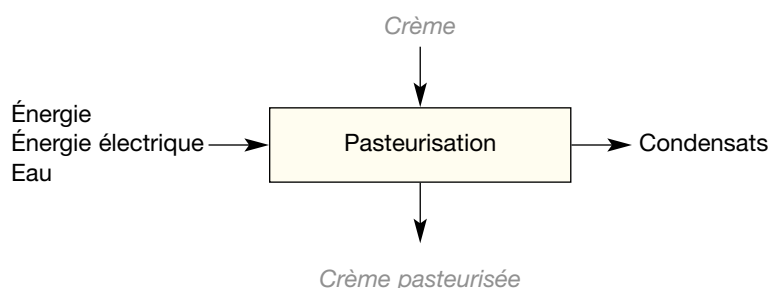 Crème
Énergie
Énergie électrique
Eau
Pasteurisation
Condensats
Crème pasteurisée